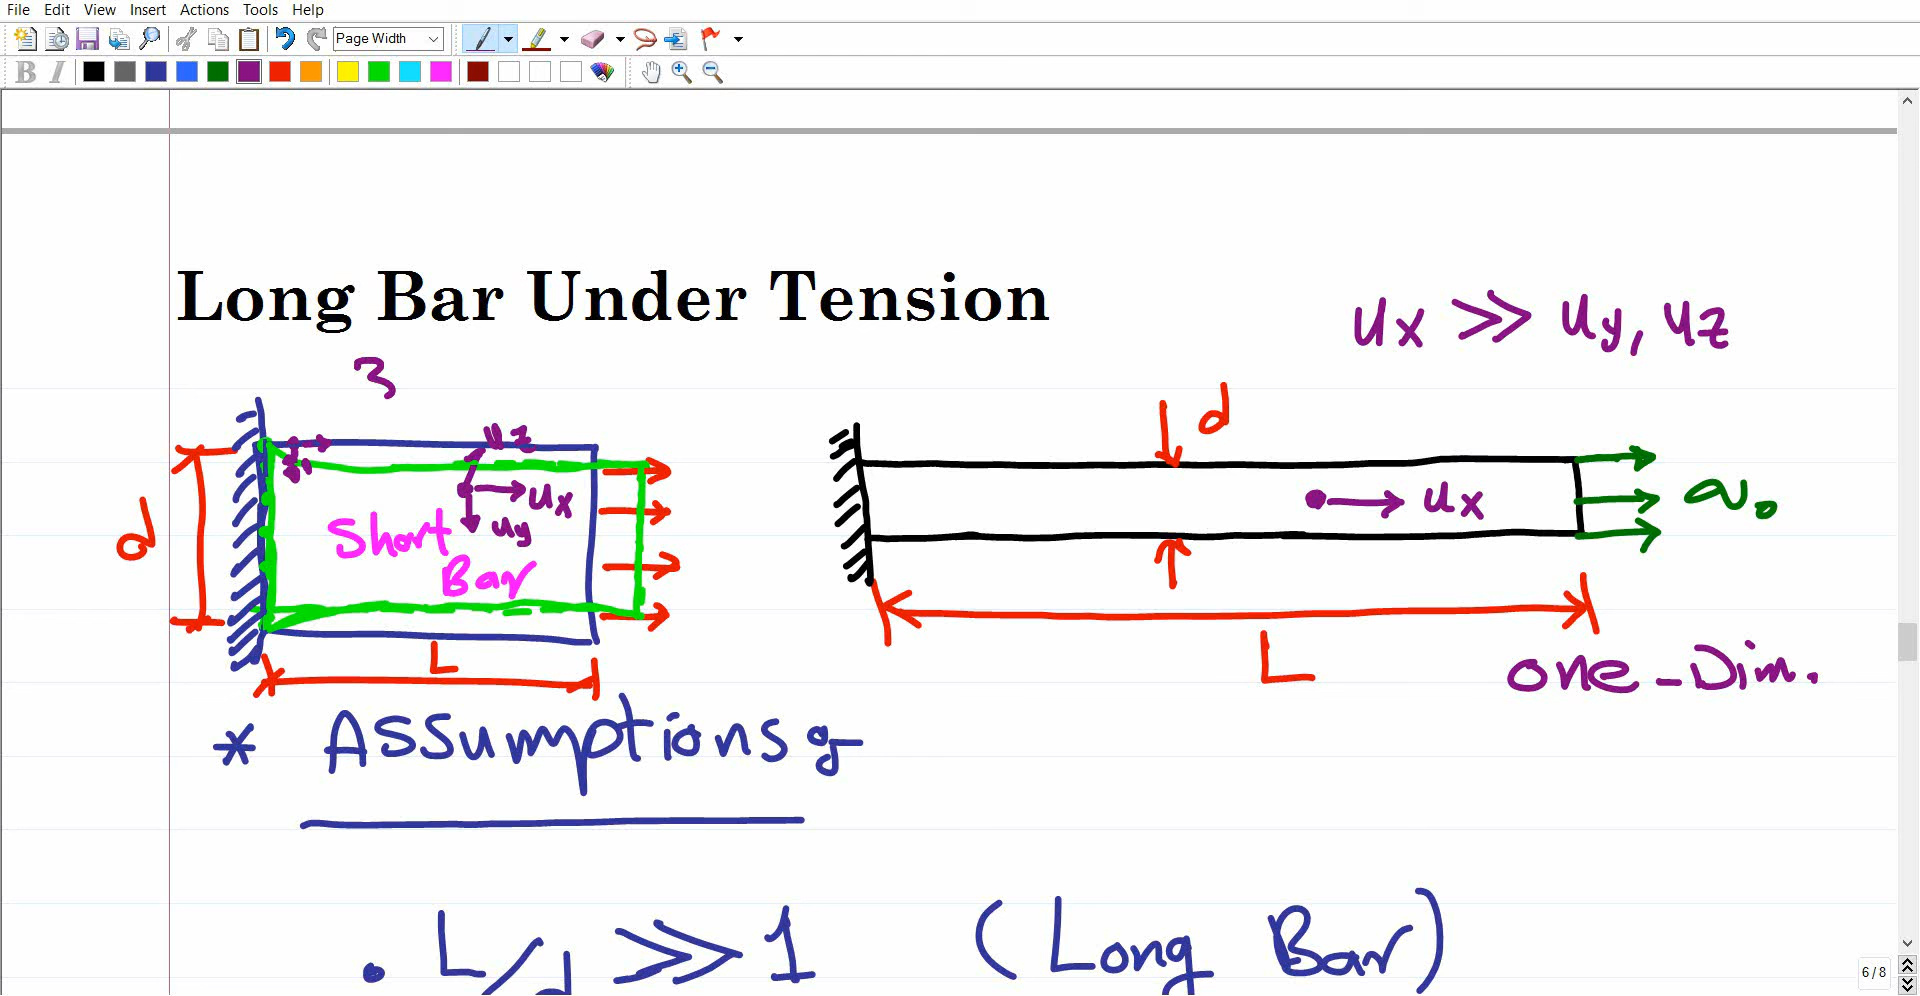 File Edit View Insert Actions Tools Help
Page Width
B I
Long Bar Under Tension
ux >> uy, uz
3
d
uz
ux
uy
Short
Bar
L
d
ux
L
one-Dim.
* Assumptions
• L/d >> 1 (Long Bar)
6 / 8